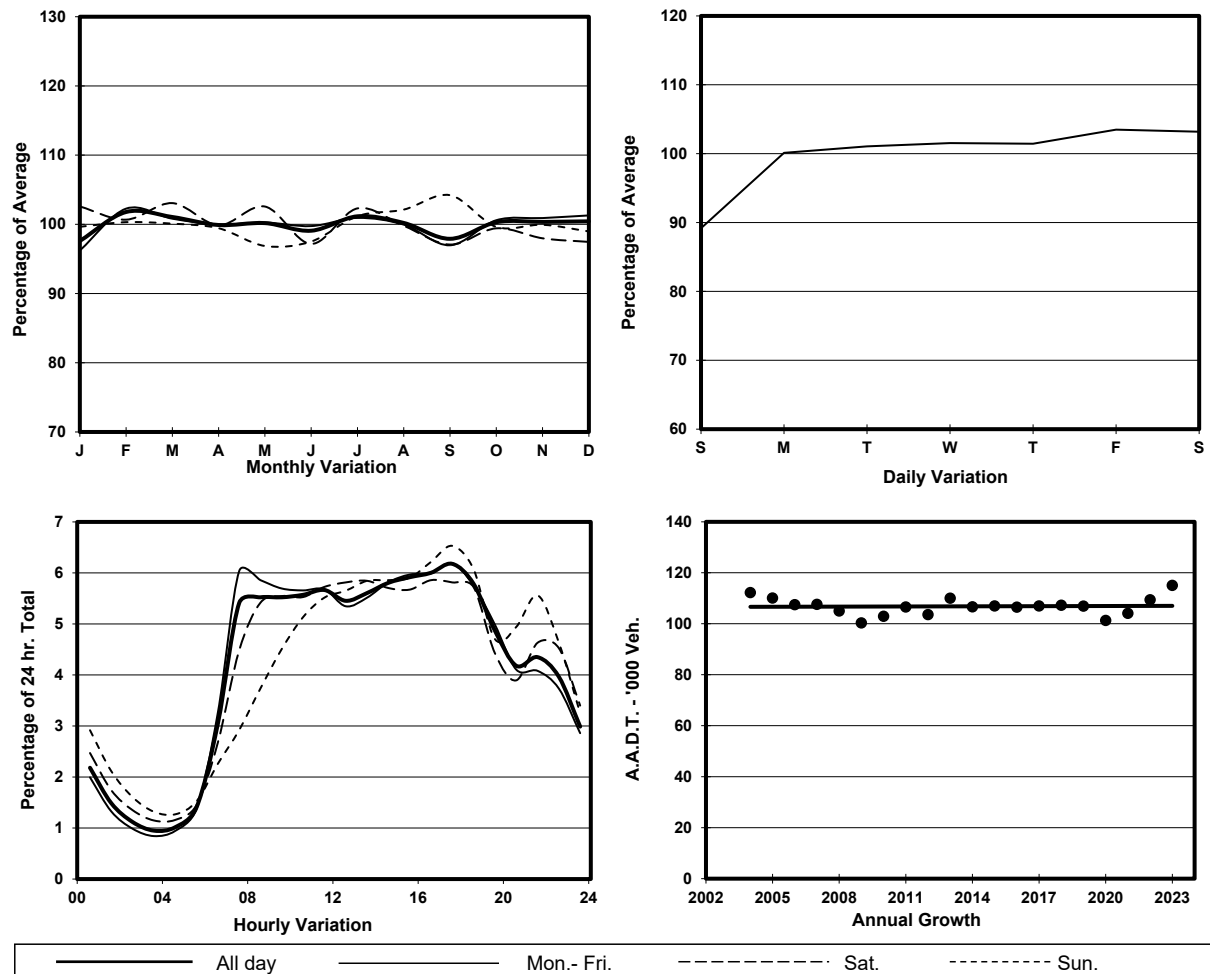 Percentage of Average
130
120
110
100
90
80
70
J F M A M J J A S O N D
Monthly Variation
Percentage of Average
120
110
100
90
80
70
60
S M T W T F S
Daily Variation
Percentage of 24 hr. Total
7
6
5
4
3
2
1
0
00 04 08 12 16 20 24
Hourly Variation
A.A.D.T. - '000 Veh.
140
120
100
80
60
40
20
0
2002 2005 2008 2011 2014 2017 2020 2023
Annual Growth
All day Mon.- Fri. Sat. Sun.